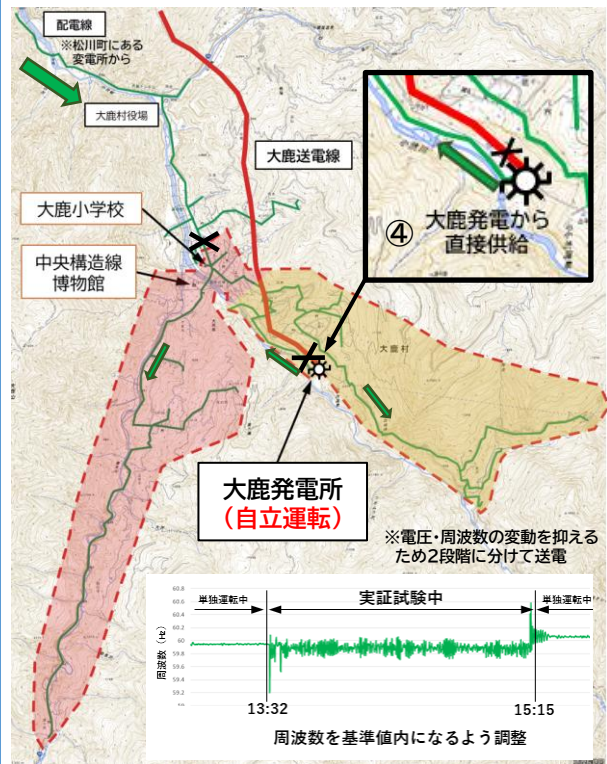 配電線
※松川町にある
変電所から
大鹿村役場
大鹿送電線
大鹿小学校
中央構造線
博物館
④
大鹿発電から
直接供給
大鹿村
大鹿発電所
（自立運転）
※電圧・周波数の変動を抑える
ため2段階に分けて送電
単独運転中
実証試験中
単独運転中
周波数（Hz）
60.8
60.6
60.4
60.2
60
59.8
59.6
59.4
59.2
59
13:32
15:15
周波数を基準値内になるよう調整